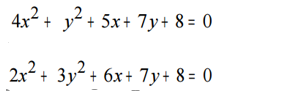 4x² + y² + 5x + 7y + 8 = 0
2x² + 3y² + 6x + 7y + 8 = 0